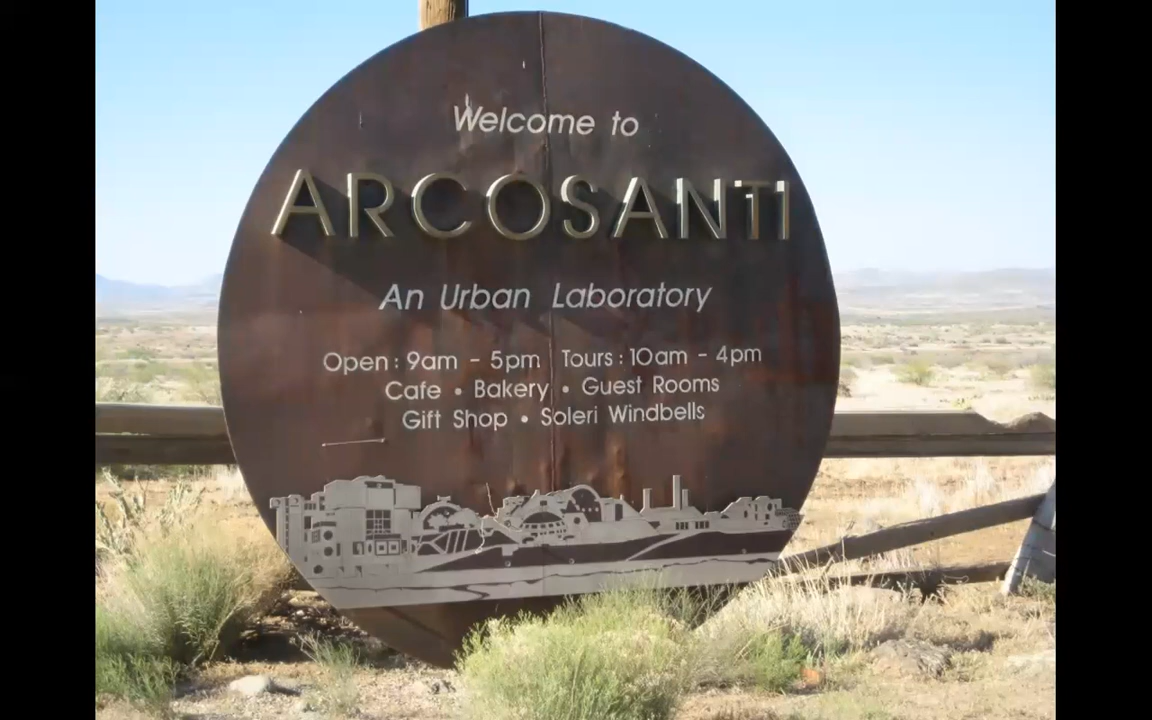 Welcome to
ARCOSANTI
An Urban Laboratory
Open: 9am - 5pm Tours: 10am - 4pm
Cafe • Bakery • Guest Rooms
Gift Shop • Soleri Windbells